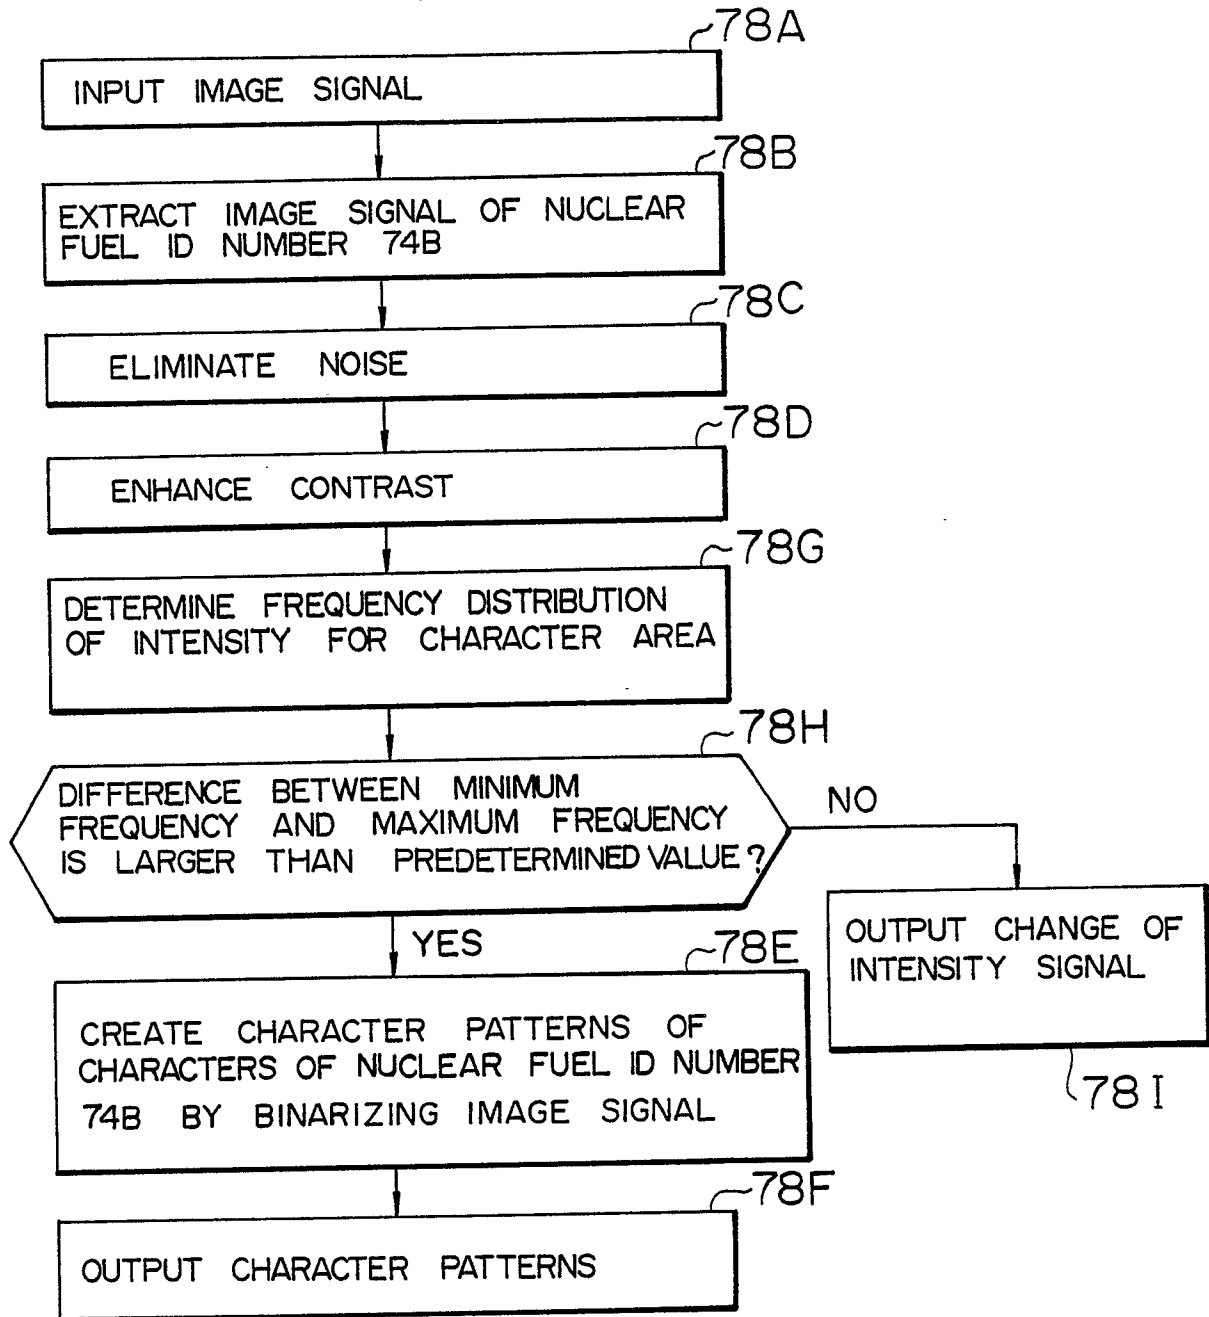 78A
INPUT IMAGE SIGNAL
78B
EXTRACT IMAGE SIGNAL OF NUCLEAR
FUEL ID NUMBER 74B
78C
ELIMINATE NOISE
78D
ENHANCE CONTRAST
78G
DETERMINE FREQUENCY DISTRIBUTION
OF INTENSITY FOR CHARACTER AREA
78H
DIFFERENCE BETWEEN MINIMUM
FREQUENCY AND MAXIMUM FREQUENCY
IS LARGER THAN PREDETERMINED VALUE?
NO
OUTPUT CHANGE OF
INTENSITY SIGNAL
78I
YES
78E
CREATE CHARACTER PATTERNS OF
CHARACTERS OF NUCLEAR FUEL ID NUMBER
74B BY BINARIZING IMAGE SIGNAL
78F
OUTPUT CHARACTER PATTERNS